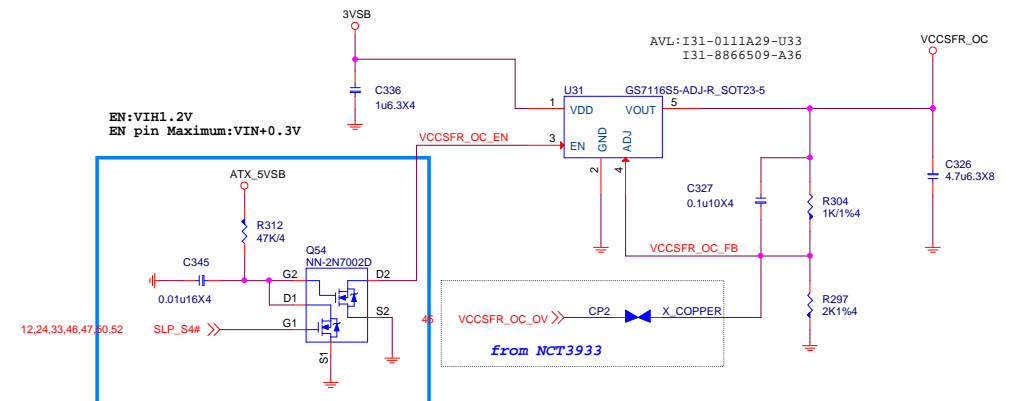 3VSB
AVL:I31-0111A29-U33
I31-8866509-A36
VCCSFR_OC
C336
1u6.3X4
U31
GS7116S5-ADJ-R_SOT23-5
1
VDD
VOUT
5
EN:VIH1.2V
EN pin Maximum:VIN+0.3V
VCCSFR_OC_EN
3
EN
GND
ADJ
2
4
C326
4.7u6.3X8
ATX_5VSB
C327
0.1u10X4
R304
1K/1%4
R312
47K/4
Q54
NN-2N7002D
VCCSFR_OC_FB
C345
0.01u16X4
G2
D2
D1
S2
G1
S1
12,24,33,46,47,50,52
SLP_S4#
45
VCCSFR_OC_OV
CP2
X_COPPER
R297
2K1%4
from NCT3933